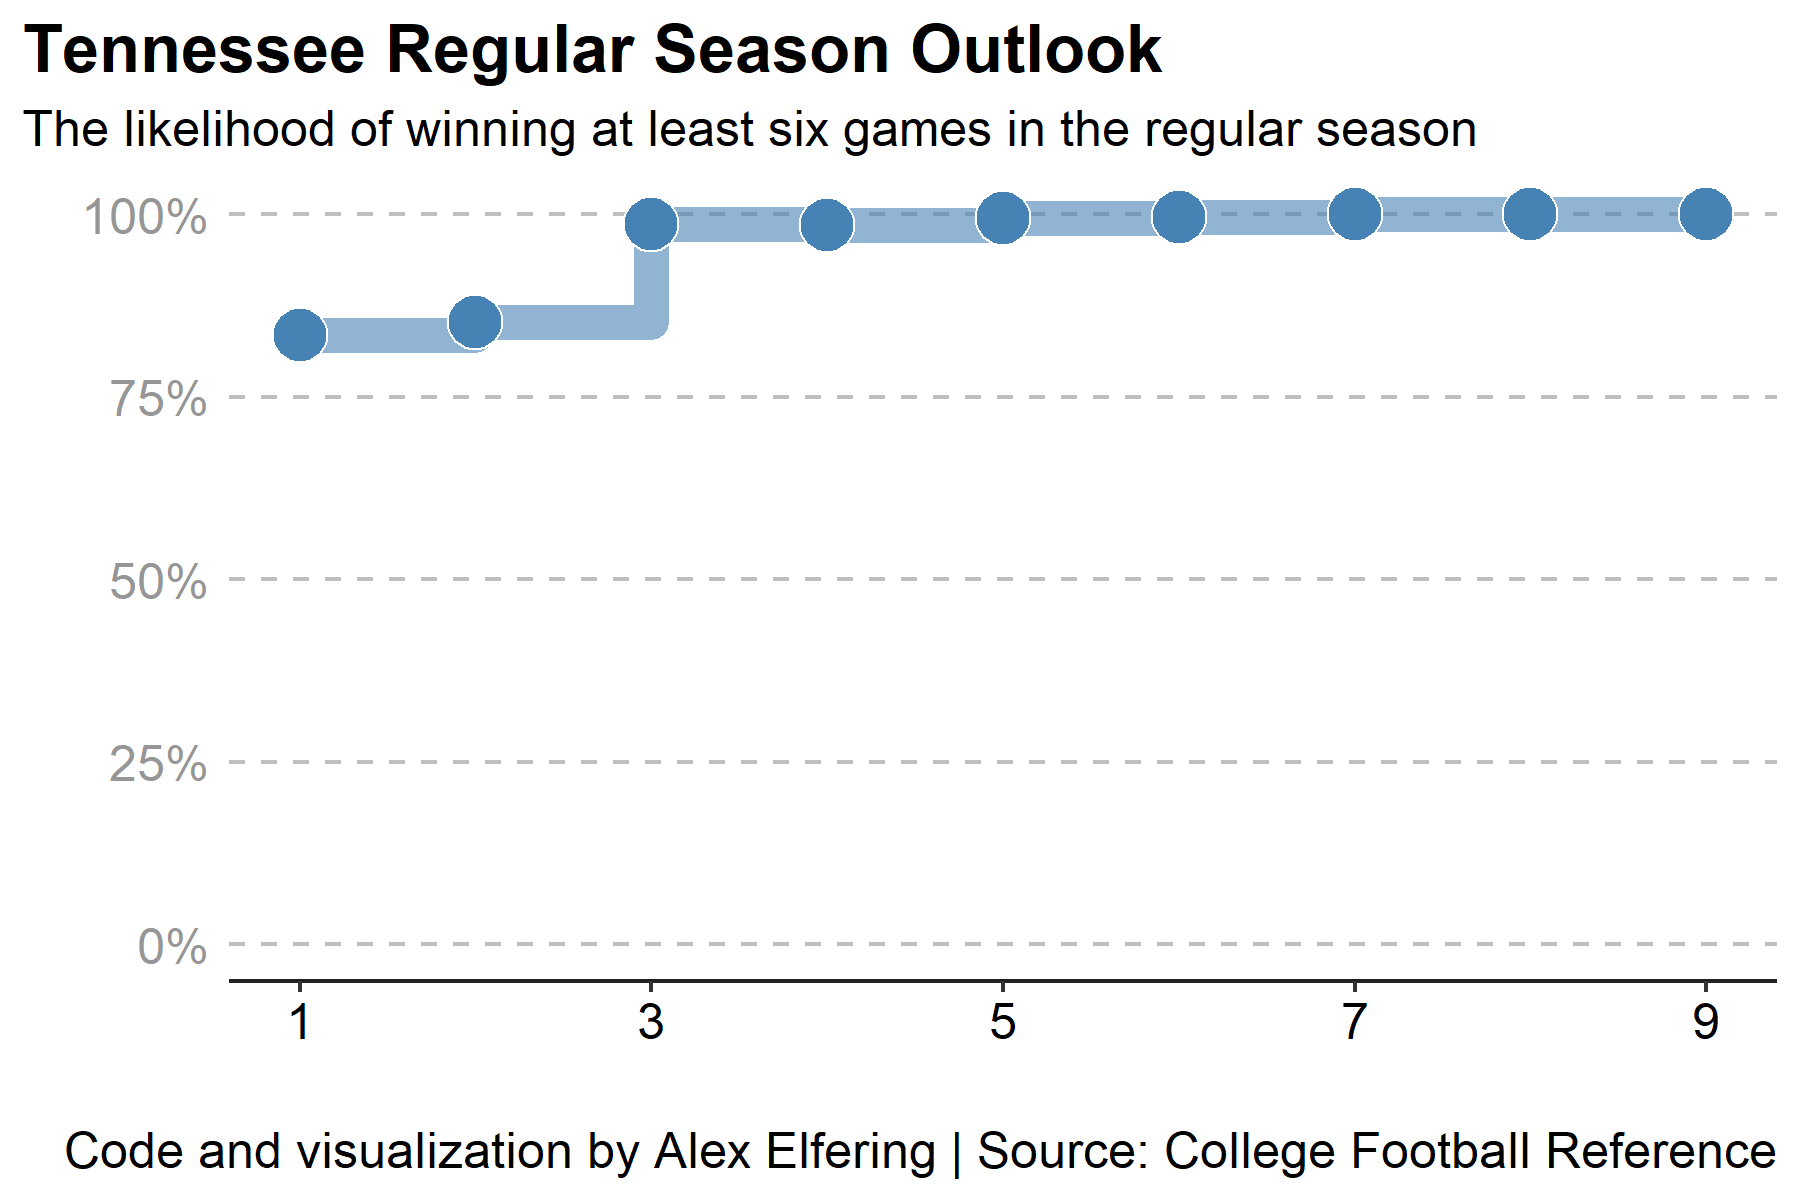 Tennessee Regular Season Outlook
The likelihood of winning at least six games in the regular season
100%
75%
50%
25%
0%
1 3 5 7 9
Code and visualization by Alex Elfering | Source: College Football Reference